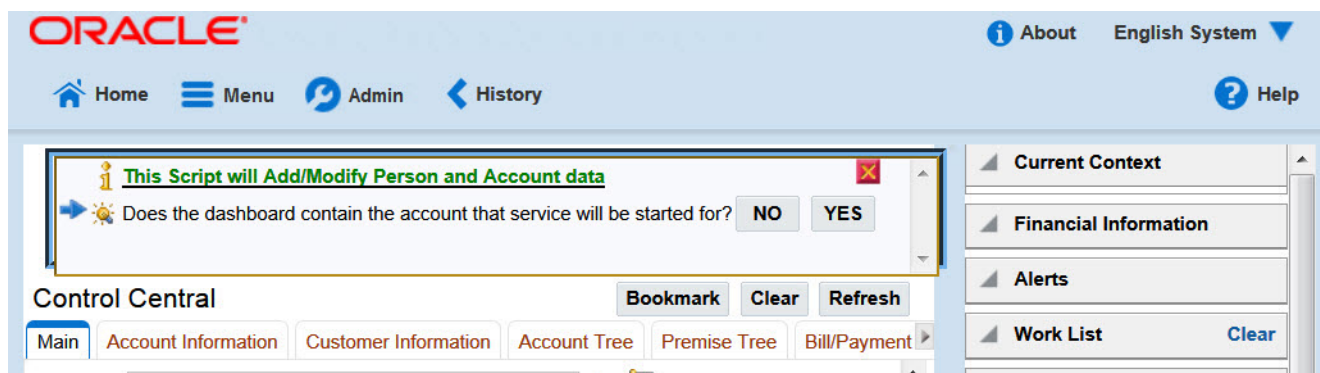 ORACLE
About English System
Home Menu Admin History Help
This Script will Add/Modify Person and Account data
Does the dashboard contain the account that service will be started for? NO YES
Control Central Bookmark Clear Refresh
Main Account Information Customer Information Account Tree Premise Tree Bill/Payment
Current Context
Financial Information
Alerts
Work List Clear